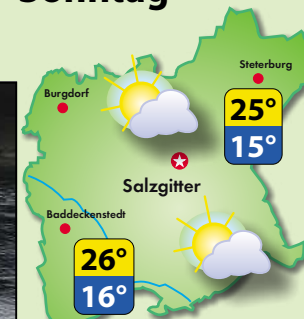 Sonntag
Steterburg
Burgdorf
25°
15°
Salzgitter
Baddeckenstedt
26°
16°